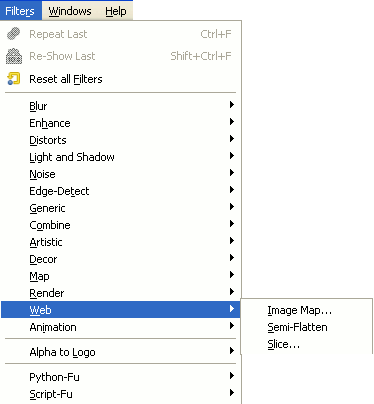 Filters Windows Help
Repeat Last Ctrl+F
Re-Show Last Shift+Ctrl+F
Reset all Filters
Blur
Enhance
Distorts
Light and Shadow
Noise
Edge-Detect
Generic
Combine
Artistic
Decor
Map
Render
Web
Image Map...
Animation
Semi-Flatten
Slice...
Alpha to Logo
Python-Fu
Script-Fu